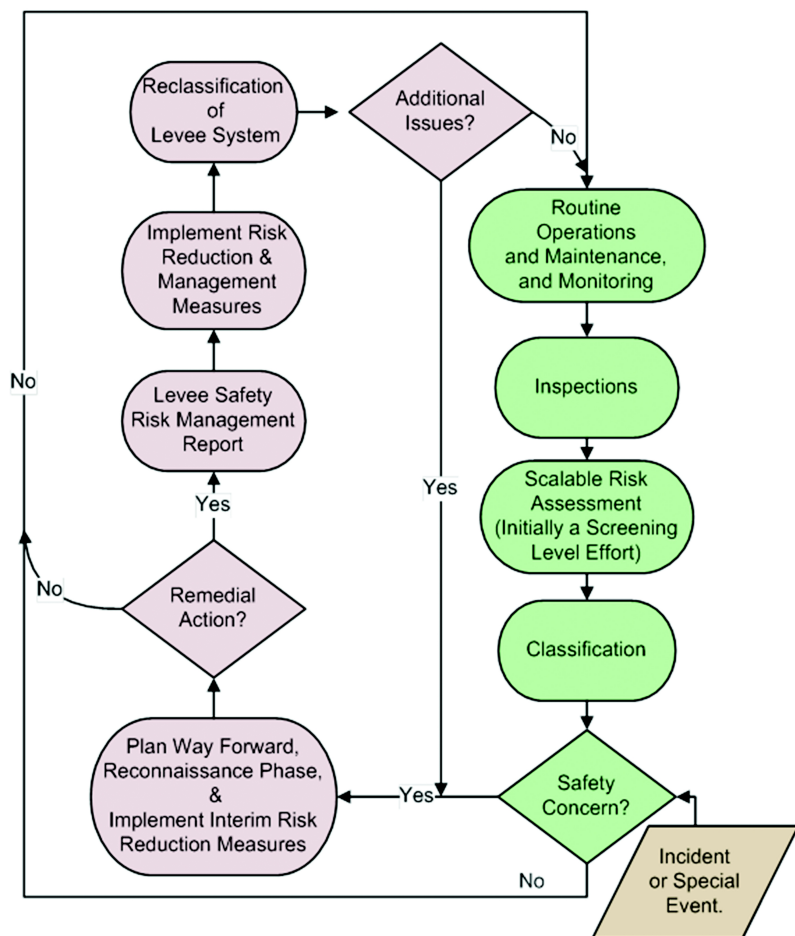 Reclassification
of
Levee System
Additional
Issues?
No
Routine
Operations
and Maintenance,
and Monitoring
Implement Risk
Reduction &
Management
Measures
Inspections
No
Levee Safety
Risk Management
Report
Yes
Scalable Risk
Assessment
(Initially a Screening
Level Effort)
Yes
No
Remedial
Action?
Classification
Plan Way Forward,
Reconnaissance Phase,
&
Implement Interim Risk
Reduction Measures
Yes
Safety
Concern?
No
Incident
or Special
Event.